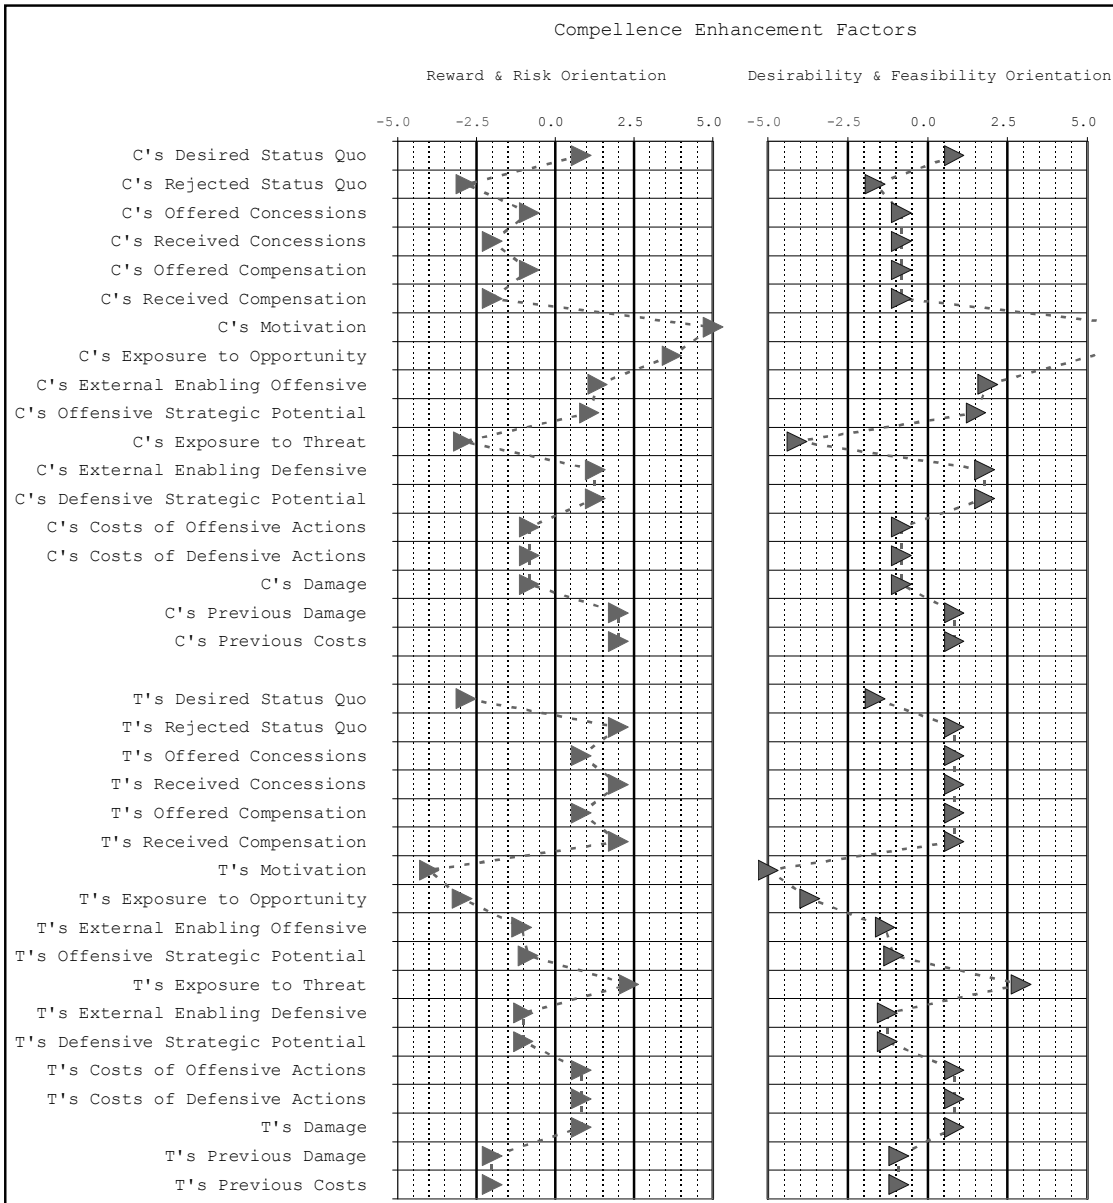 Compellence Enhancement Factors
Reward & Risk Orientation Desirability & Feasibility Orientation
-5.0 -2.5 0.0 2.5 5.0 -5.0 -2.5 0.0 2.5 5.0
C's Desired Status Quo
C's Rejected Status Quo
C's Offered Concessions
C's Received Concessions
C's Offered Compensation
C's Received Compensation
C's Motivation
C's Exposure to Opportunity
C's External Enabling Offensive
C's Offensive Strategic Potential
C's Exposure to Threat
C's External Enabling Defensive
C's Defensive Strategic Potential
C's Costs of Offensive Actions
C's Costs of Defensive Actions
C's Damage
C's Previous Damage
C's Previous Costs
T's Desired Status Quo
T's Rejected Status Quo
T's Offered Concessions
T's Received Concessions
T's Offered Compensation
T's Received Compensation
T's Motivation
T's Exposure to Opportunity
T's External Enabling Offensive
T's Offensive Strategic Potential
T's Exposure to Threat
T's External Enabling Defensive
T's Defensive Strategic Potential
T's Costs of Offensive Actions
T's Costs of Defensive Actions
T's Damage
T's Previous Damage
T's Previous Costs